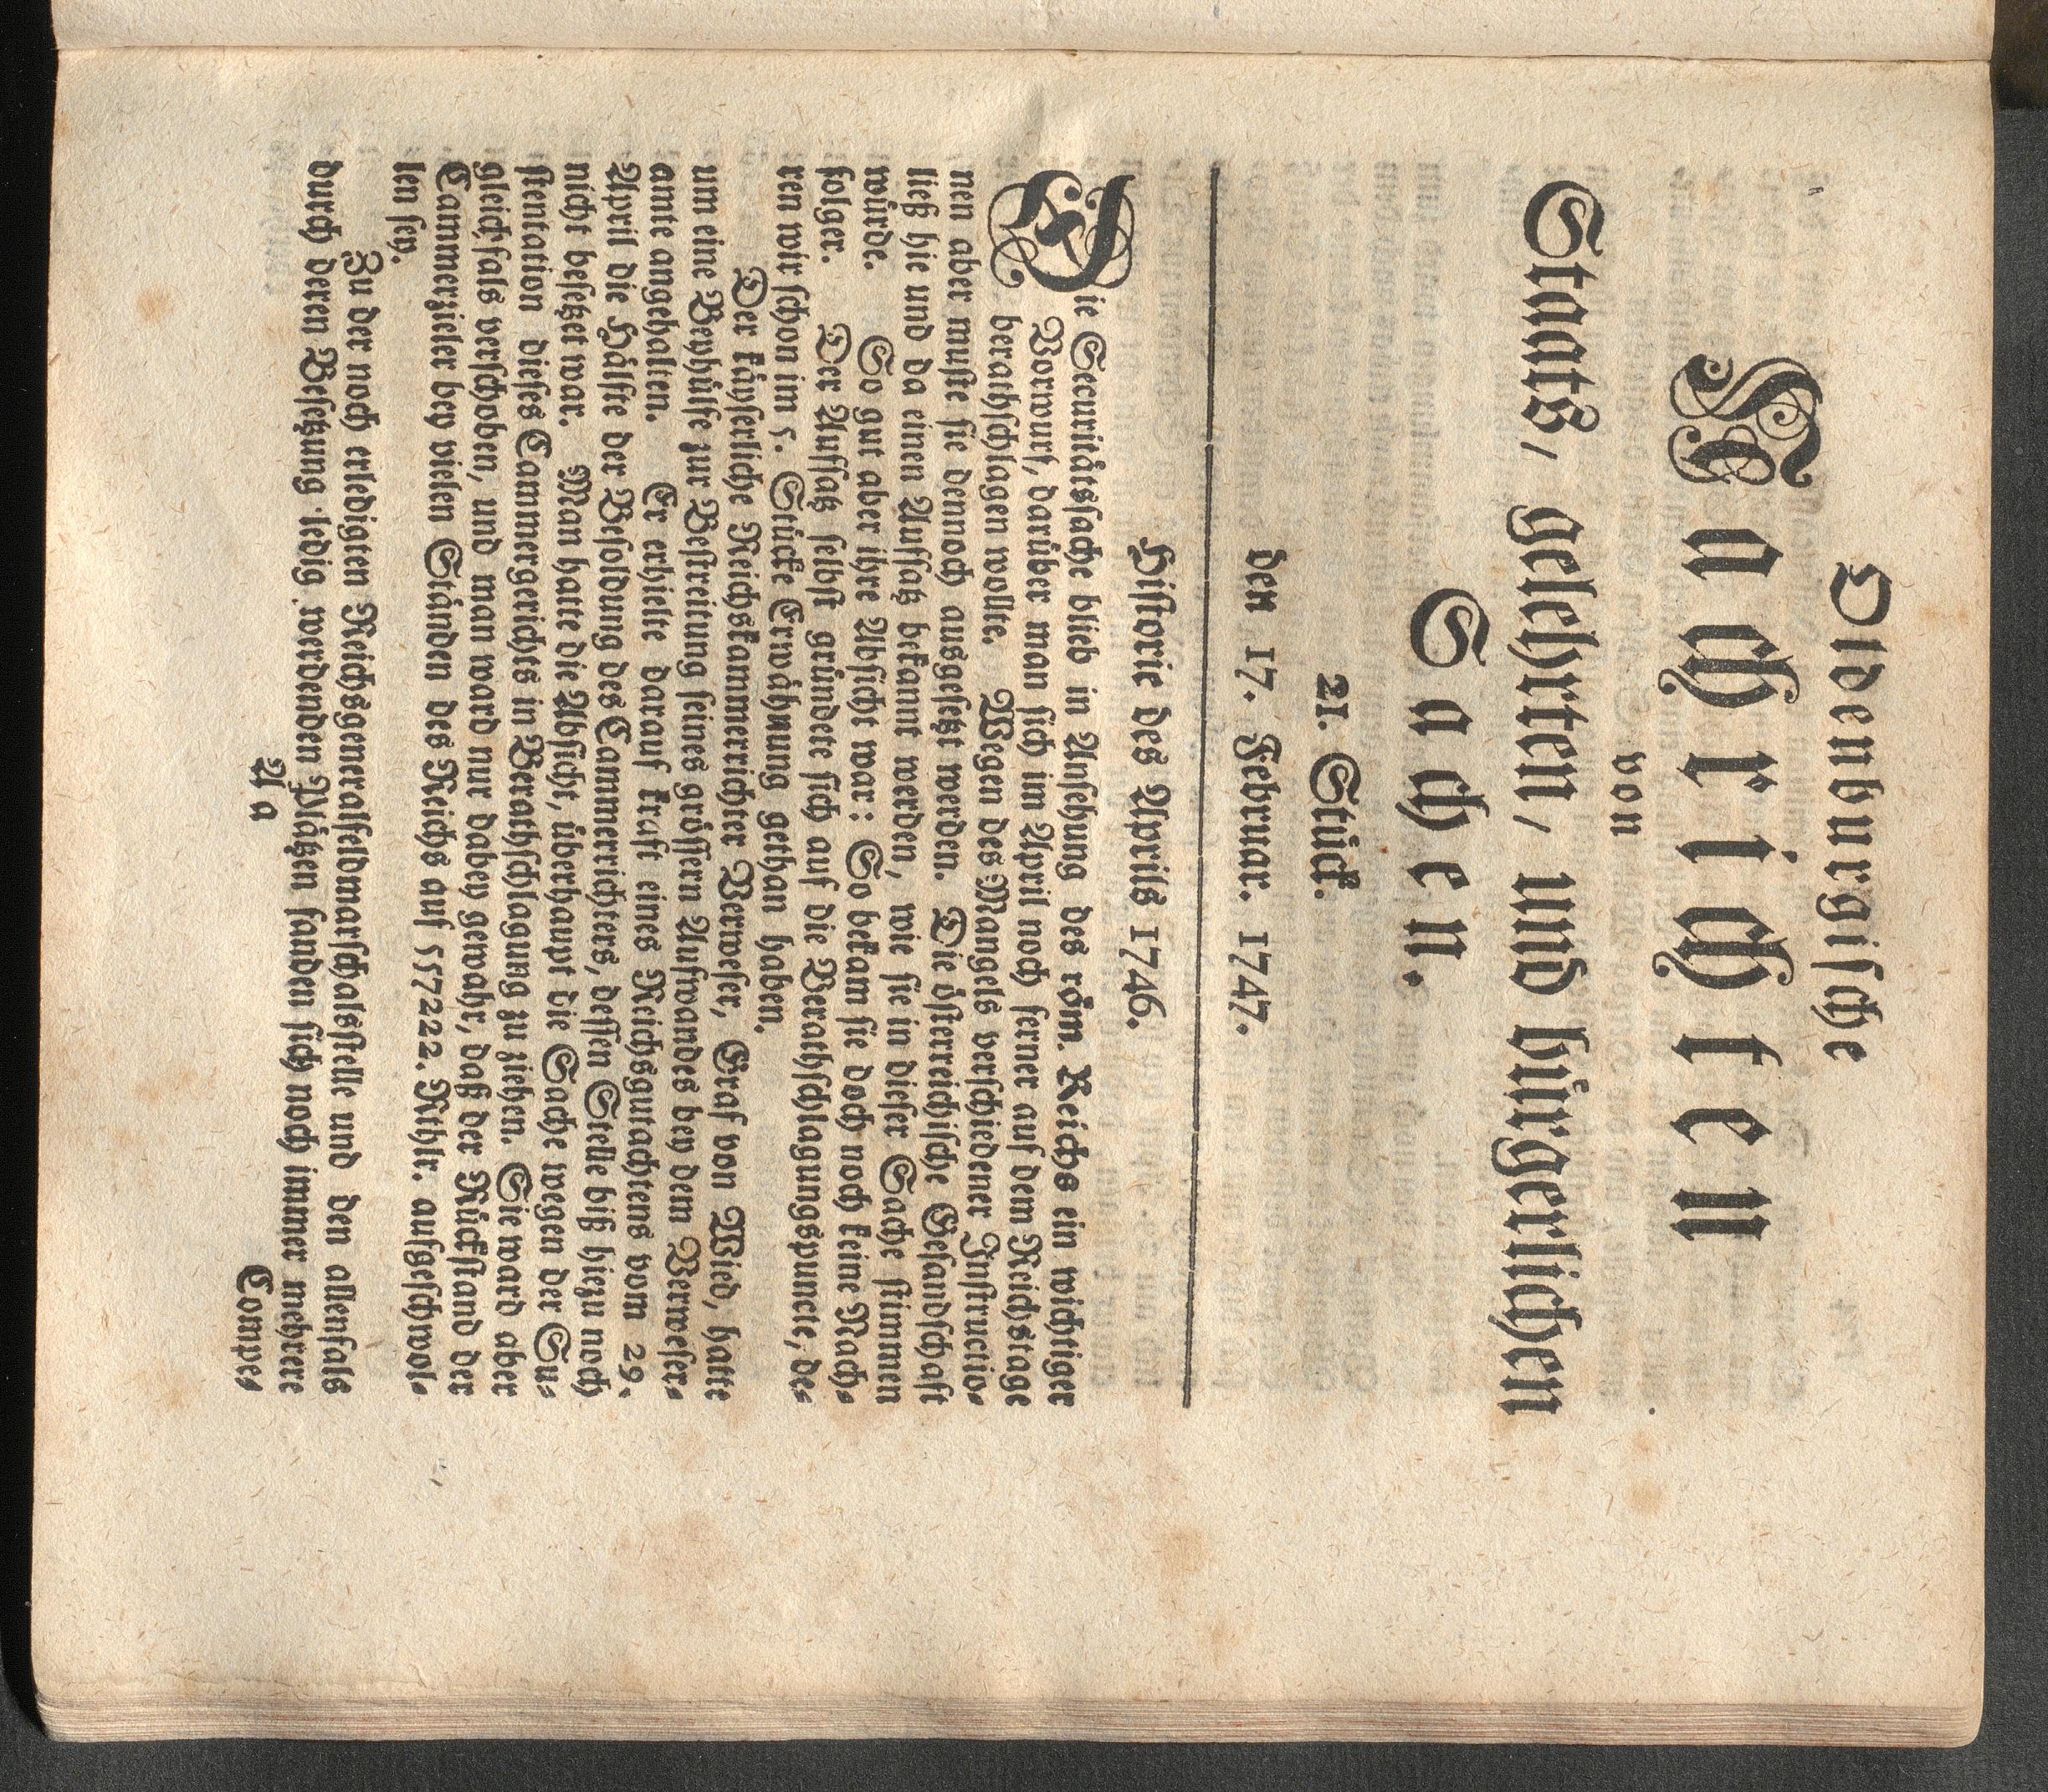 Oldenburgische
Nachrichten
von
Staats, gelehrten, und bürgerlichen
Sachen.
21. Stück.
den 17. Februar. 1747.
Historie des Aprils 1746.
Die Securitätssache blieb in Ansehung des röm. Reichs ein wichtiger
Vorwurf, darüber man sich im April noch ferner auf dem Reichstage
berathschlagen wollte. Wegen des Mangels verschiedener Instructio-
nen aber muste sie dennoch ausgesetzt werden. Die österreichische Gesandschaft
ließ hie und da einen Aufsatz bekannt werden, wie sie in dieser Sache stimmen
würde. So gut aber ihre Absicht war: So bekam sie doch noch keine Nach-
folger. Der Aufsatz selbst gründete sich auf die Berathschlagungspuncte, de-
ren wir schon im 5. Stücke Erwähnung gethan haben.
Der käyserliche Reichskammerrichter Verweser, Graf von Wied, hatte
um eine Beyhülfe zur Bestreitung seines grössern Aufwandes bey dem Verweser-
amte angehalten. Er erhielte darauf kraft eines Reichsgutachtens vom 29.
April die Hälfte der Besoldung des Cammerrichters, dessen Stelle biß hiezu noch
nicht besetzet war. Man hatte die Absicht, überhaupt die Sache wegen der Su-
stentation dieses Cammergerichts in Berathschlagung zu ziehen. Sie ward aber
gleichfals verschoben, und man ward nur dabey gewahr, daß der Rückstand der
Cammerzieler bey vielen Ständen des Reichs auf 557222. Rthlr. aufgeschwol-
len sey.
Zu der noch erledigten Reichsgeneralfeldmarschalsstelle und den allenfals
durch deren Besetzung ledig werdenden Plätzen fanden sich noch immer mehrere
A a
Compe-